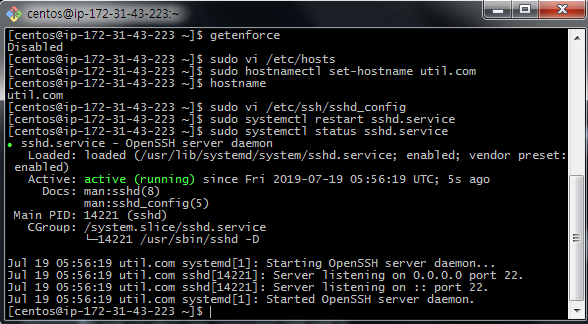 centos@ip-172-31-43-223:~
[centos@ip-172-31-43-223 ~]$ getenforce
Disabled
[centos@ip-172-31-43-223 ~]$ sudo vi /etc/hosts
[centos@ip-172-31-43-223 ~]$ sudo hostnamectl set-hostname util.com
[centos@ip-172-31-43-223 ~]$ hostname
util.com
[centos@ip-172-31-43-223 ~]$ sudo vi /etc/ssh/sshd_config
[centos@ip-172-31-43-223 ~]$ sudo systemctl restart sshd.service
[centos@ip-172-31-43-223 ~]$ sudo systemctl status sshd.service
● sshd.service - OpenSSH server daemon
   Loaded: loaded (/usr/lib/systemd/system/sshd.service; enabled; vendor preset:
 enabled)
   Active: active (running) since Fri 2019-07-19 05:56:19 UTC; 5s ago
     Docs: man:sshd(8)
           man:sshd_config(5)
 Main PID: 14221 (sshd)
   CGroup: /system.slice/sshd.service
           └─14221 /usr/sbin/sshd -D
Jul 19 05:56:19 util.com systemd[1]: Starting OpenSSH server daemon...
Jul 19 05:56:19 util.com sshd[14221]: Server listening on 0.0.0.0 port 22.
Jul 19 05:56:19 util.com sshd[14221]: Server listening on :: port 22.
Jul 19 05:56:19 util.com systemd[1]: Started OpenSSH server daemon.
[centos@ip-172-31-43-223 ~]$